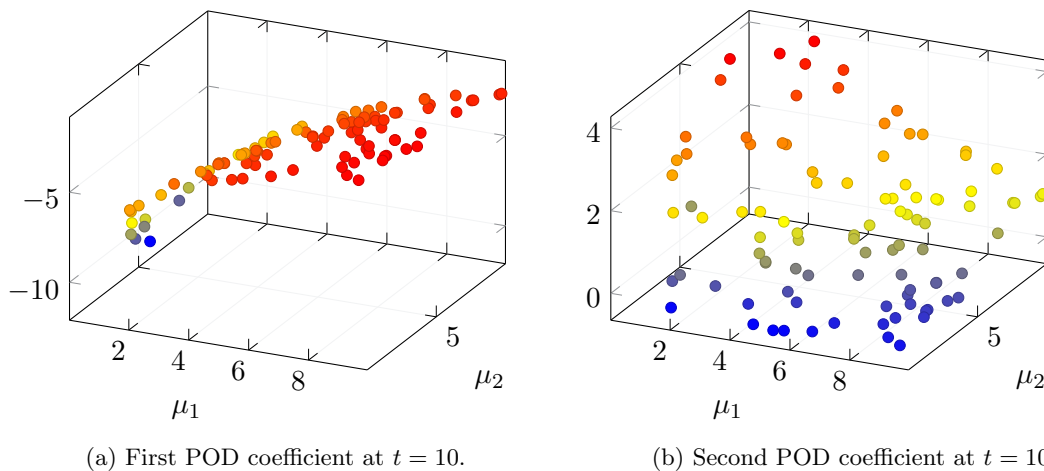 −5
−10
2
4
6
8
5
μ1
μ2
(a) First POD coefficient at t = 10.
4
2
0
2
4
6
8
5
μ1
μ2
(b) Second POD coefficient at t = 10